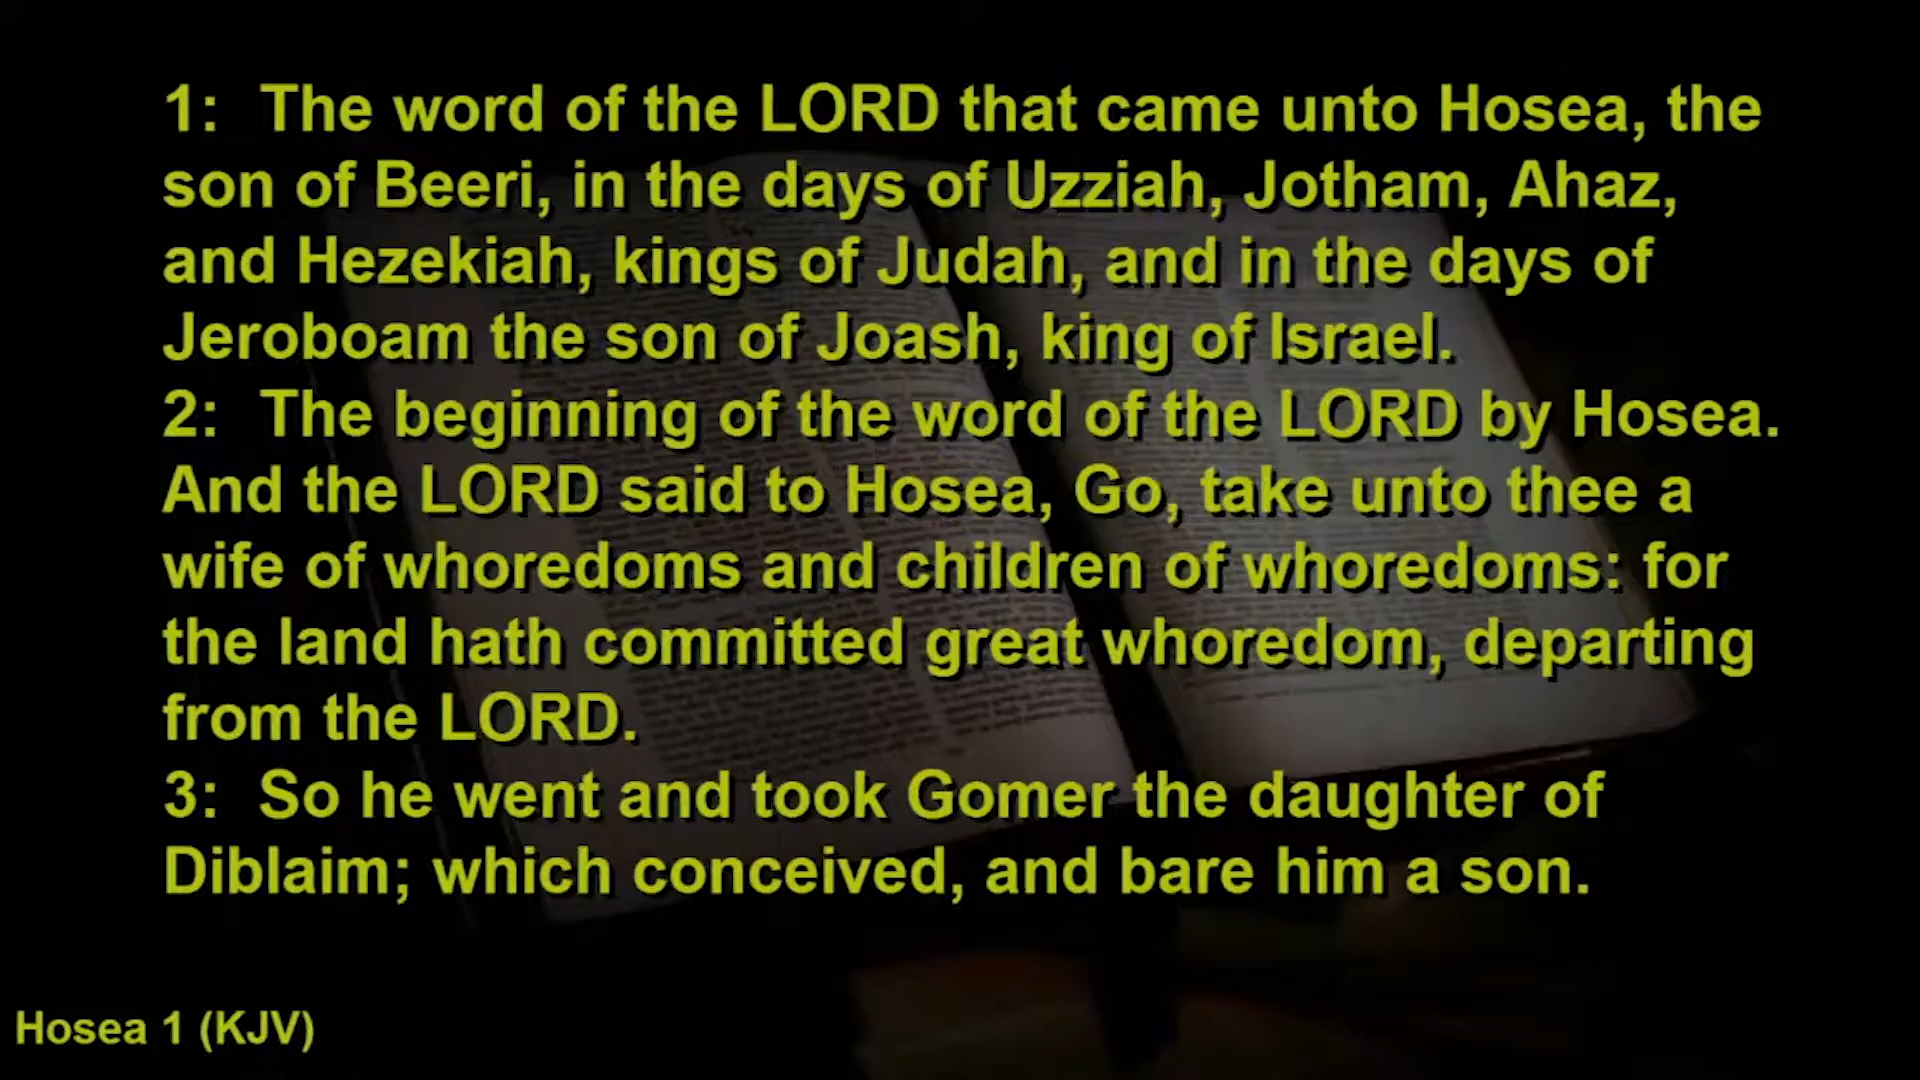 1: The word of the LORD that came unto Hosea, the
son of Beeri, in the days of Uzziah, Jotham, Ahaz,
and Hezekiah, kings of Judah, and in the days of
Jeroboam the son of Joash, king of Israel.
2: The beginning of the word of the LORD by Hosea.
And the LORD said to Hosea, Go, take unto thee a
wife of whoredoms and children of whoredoms: for
the land hath committed great whoredom, departing
from the LORD.
3: So he went and took Gomer the daughter of
Diblaim; which conceived, and bare him a son.
Hosea 1 (KJV)